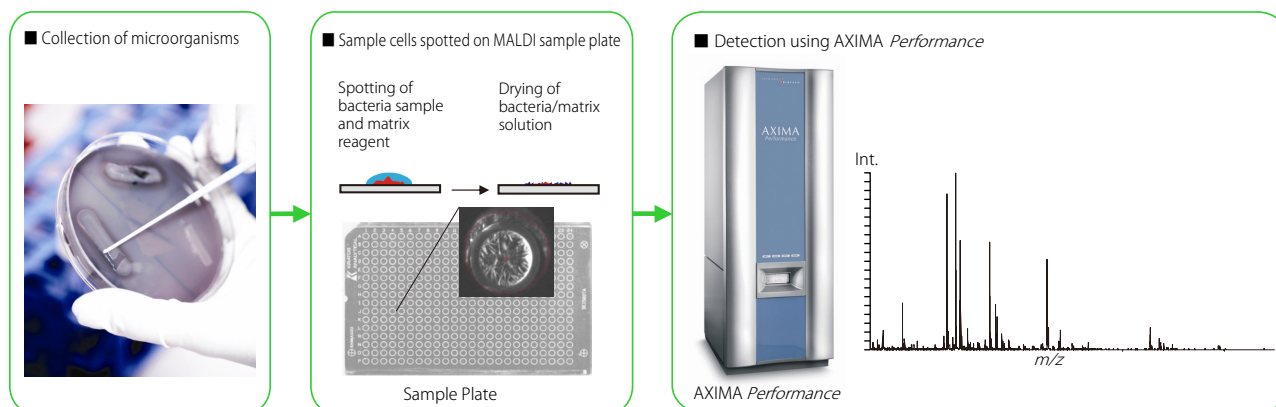 ■ Collection of microorganisms
■ Sample cells spotted on MALDI sample plate
Spotting of
bacteria sample
and matrix
reagent
Drying of
bacteria/matrix
solution
Sample Plate
■ Detection using AXIMA Performance
AXIMA
Performance
Int.
m/z
AXIMA Performance